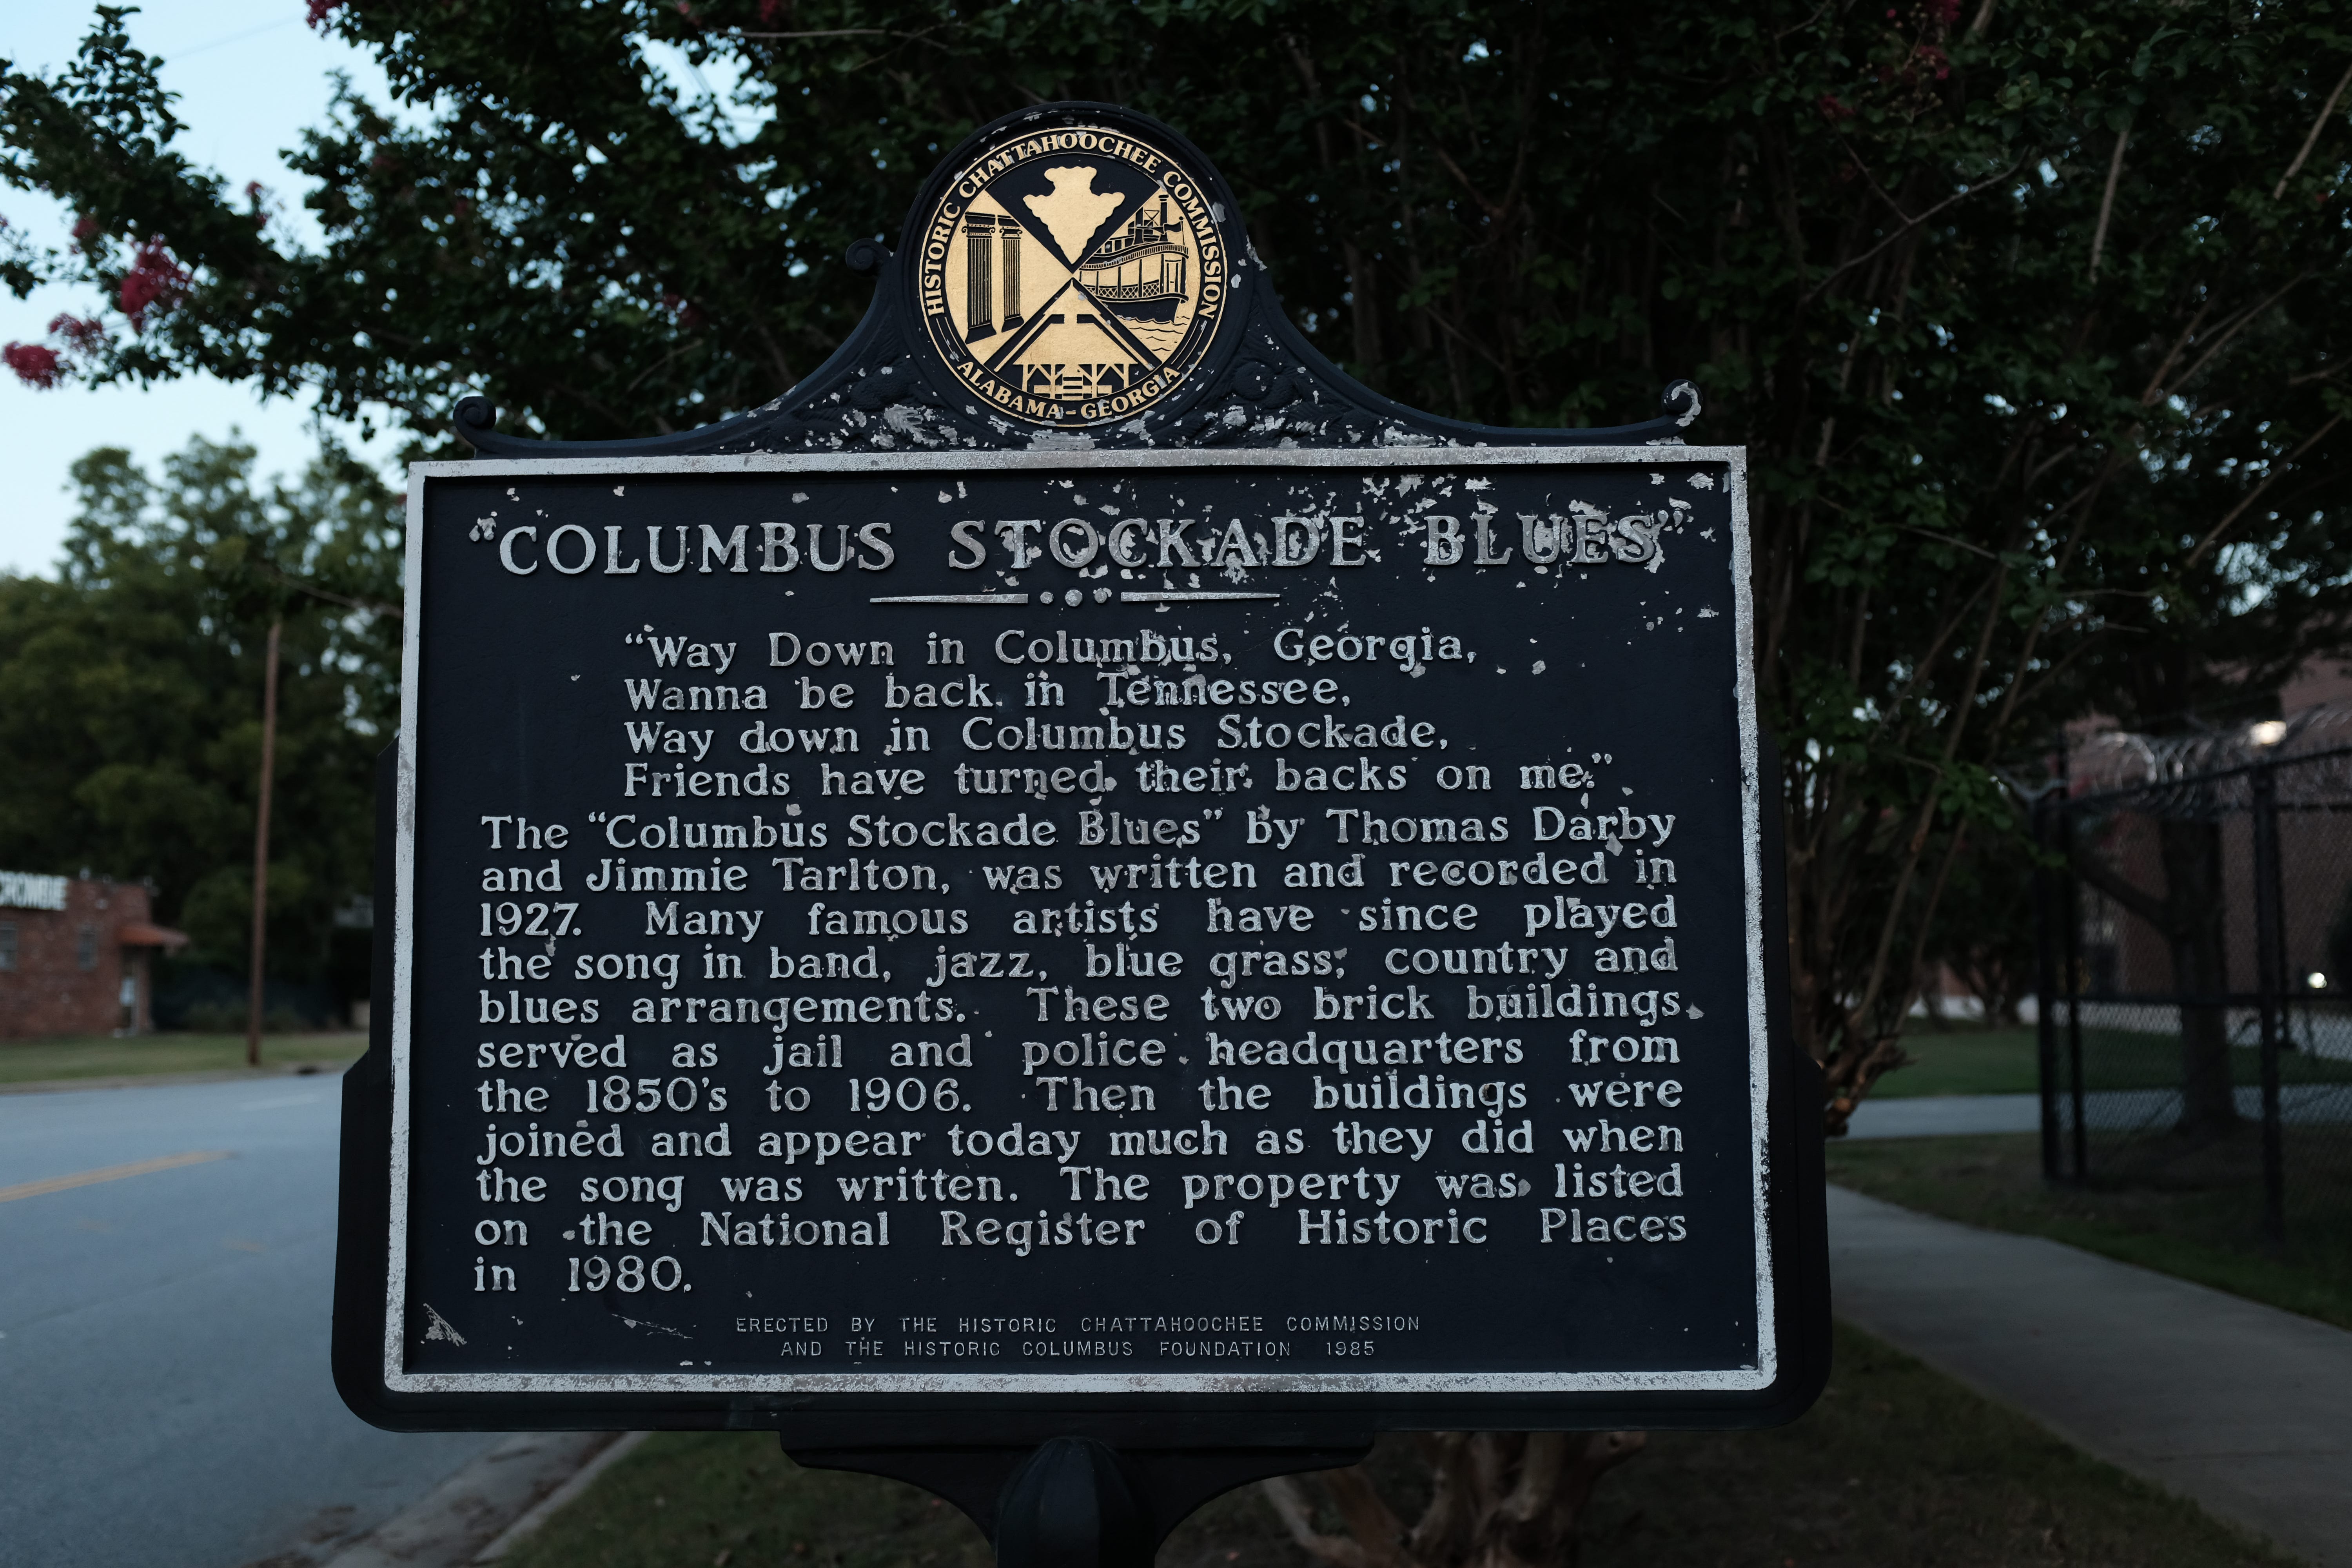 HISTORIC CHATTAHOOCHEE COMMISSION
ALABAMA-GEORGIA
"COLUMBUS STOCKADE BLUES"
"Way Down in Columbus, Georgia,
Wanna be back in Tennessee,
Way down in Columbus Stockade,
Friends have turned their backs on me."
The "Columbus Stockade Blues" by Thomas Darby
and Jimmie Tarlton, was written and recorded in
1927. Many famous artists have since played
the song in band, jazz, blue grass, country and
blues arrangements. These two brick buildings
served as jail and police headquarters from
the 1850's to 1906. Then the buildings were
joined and appear today much as they did when
the song was written. The property was listed
on the National Register of Historic Places
in 1980.
ERECTED BY THE HISTORIC CHATTAHOOCHEE COMMISSION
AND THE HISTORIC COLUMBUS FOUNDATION 1985